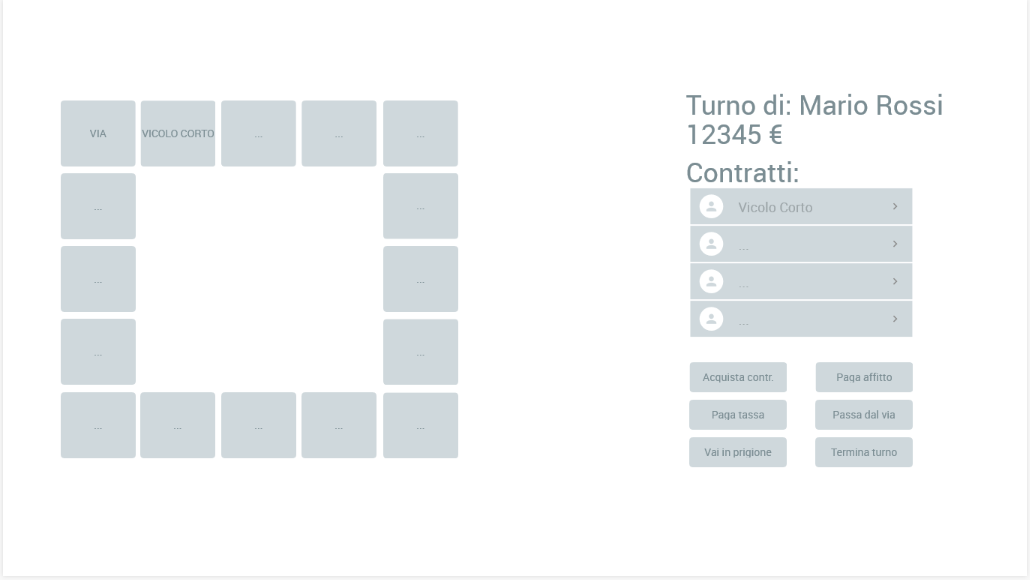 VIA
VICOLO CORTO
...
...
...
...
...
...
...
...
...
...
...
...
...
...
Turno di: Mario Rossi
12345 €
Contratti:
Vicolo Corto
...
...
...
Acquista contr.
Paga affitto
Paga tassa
Passa dal via
Vai in prigione
Termina turno